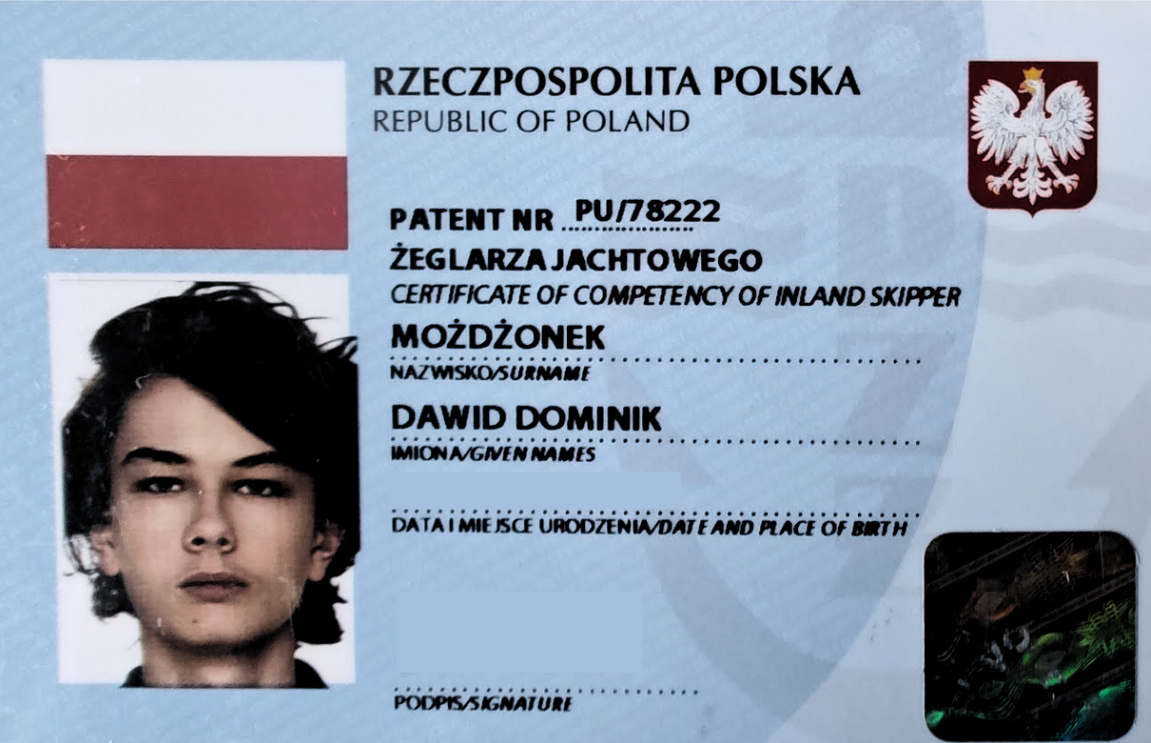 RZECZPOSPOLITA POLSKA
REPUBLIC OF POLAND
PATENT NR PU/78222
ŻEGLARZA JACHTOWEGO
CERTIFICATE OF COMPETENCY OF INLAND SKIPPER
MOŻDŻONEK
NAZWISKO/SURNAME
DAWID DOMINIK
IMIONA/GIVEN NAMES
DATA I MIEJSCE URODZENIA/DATE AND PLACE OF BIRTH
PODPIS/SIGNATURE